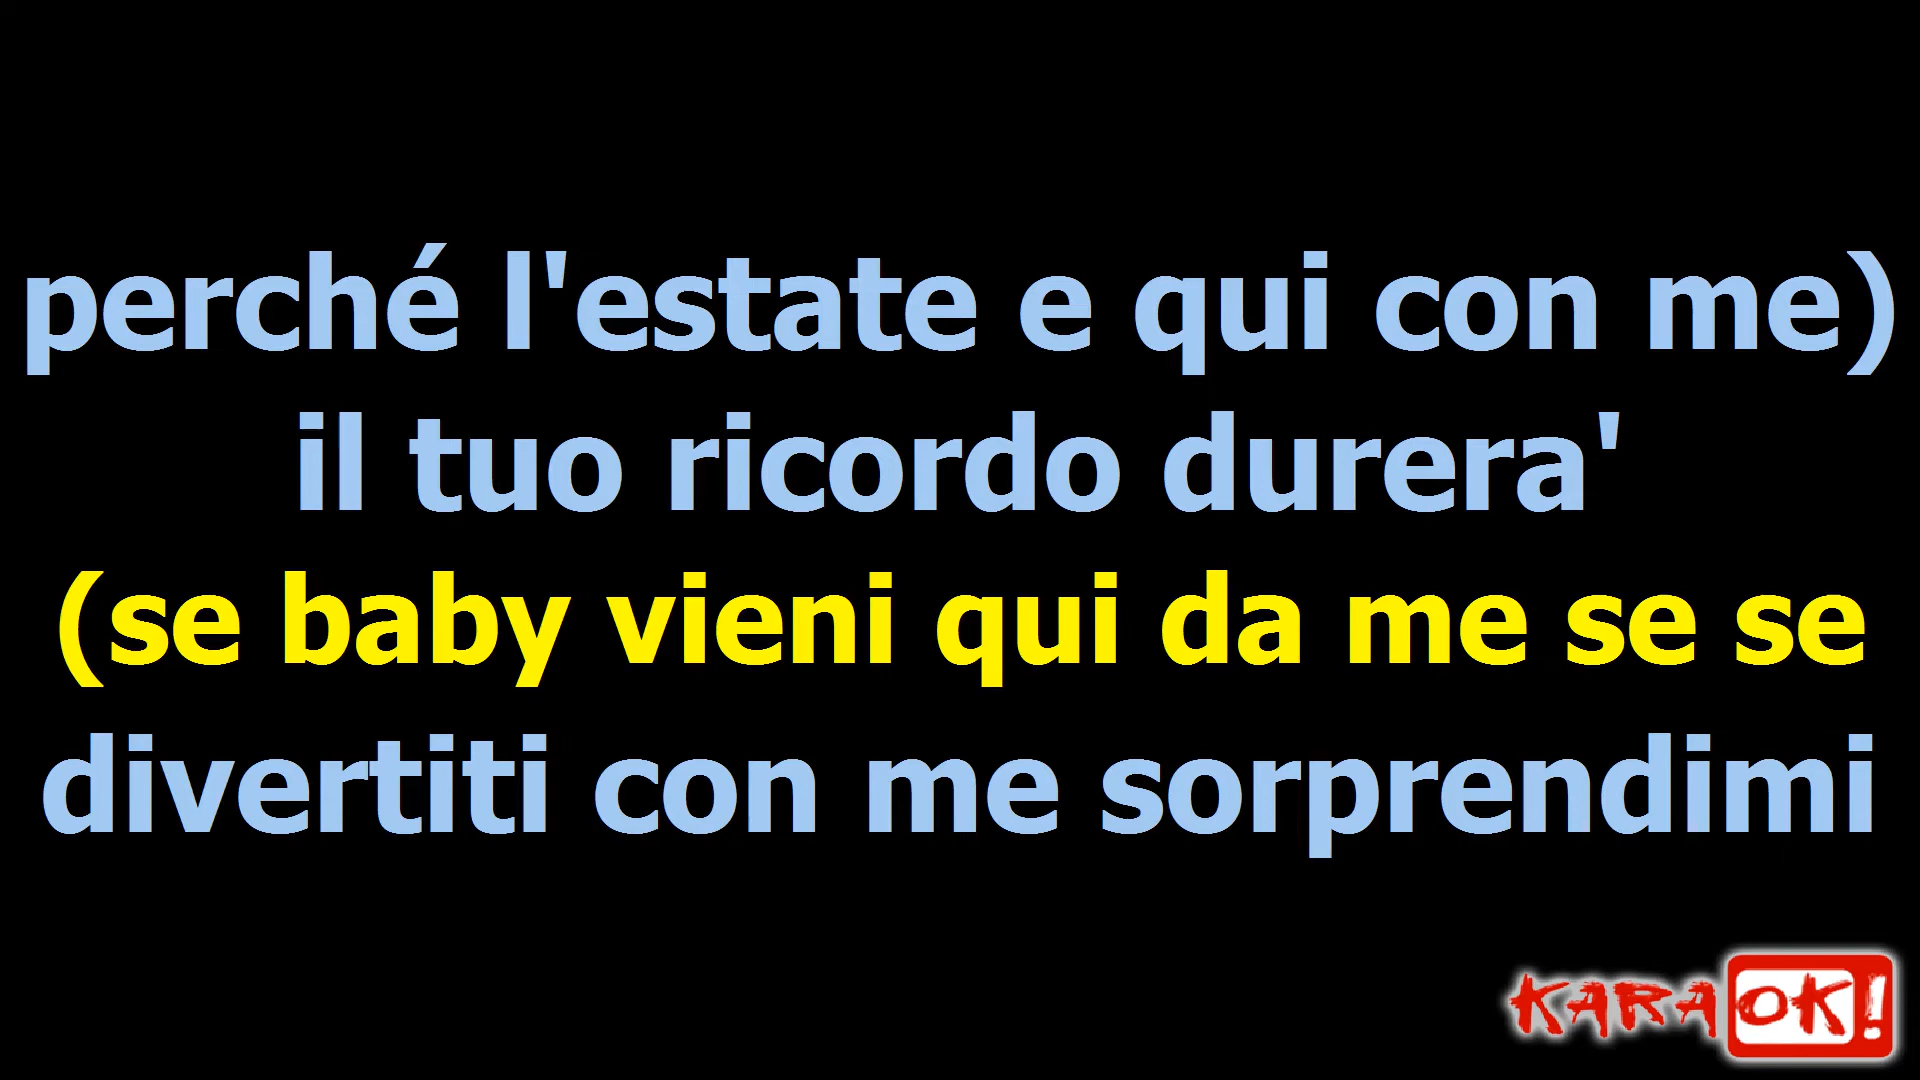 perché l'estate e qui con me)
il tuo ricordo durera'
(se baby vieni qui da me se se
divertiti con me sorprendimi
KARAOK!